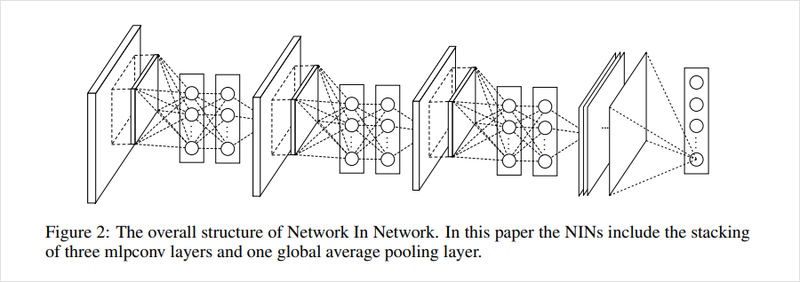 Figure 2: The overall structure of Network In Network. In this paper the NINs include the stacking
of three mlpconv layers and one global average pooling layer.